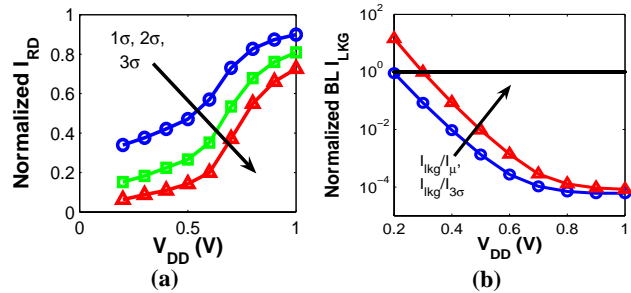 Normalized I_RD
1
0.8
0.6
0.4
0.2
0
0
0.5
1
1σ, 2σ,
3σ
V_DD (V)
(a)
Normalized BL I_LKG
10^2
10^0
10^-2
10^-4
0.2
0.4
0.6
0.8
1
I_lkg/I_μ,
I_lkg/I_3σ
V_DD (V)
(b)